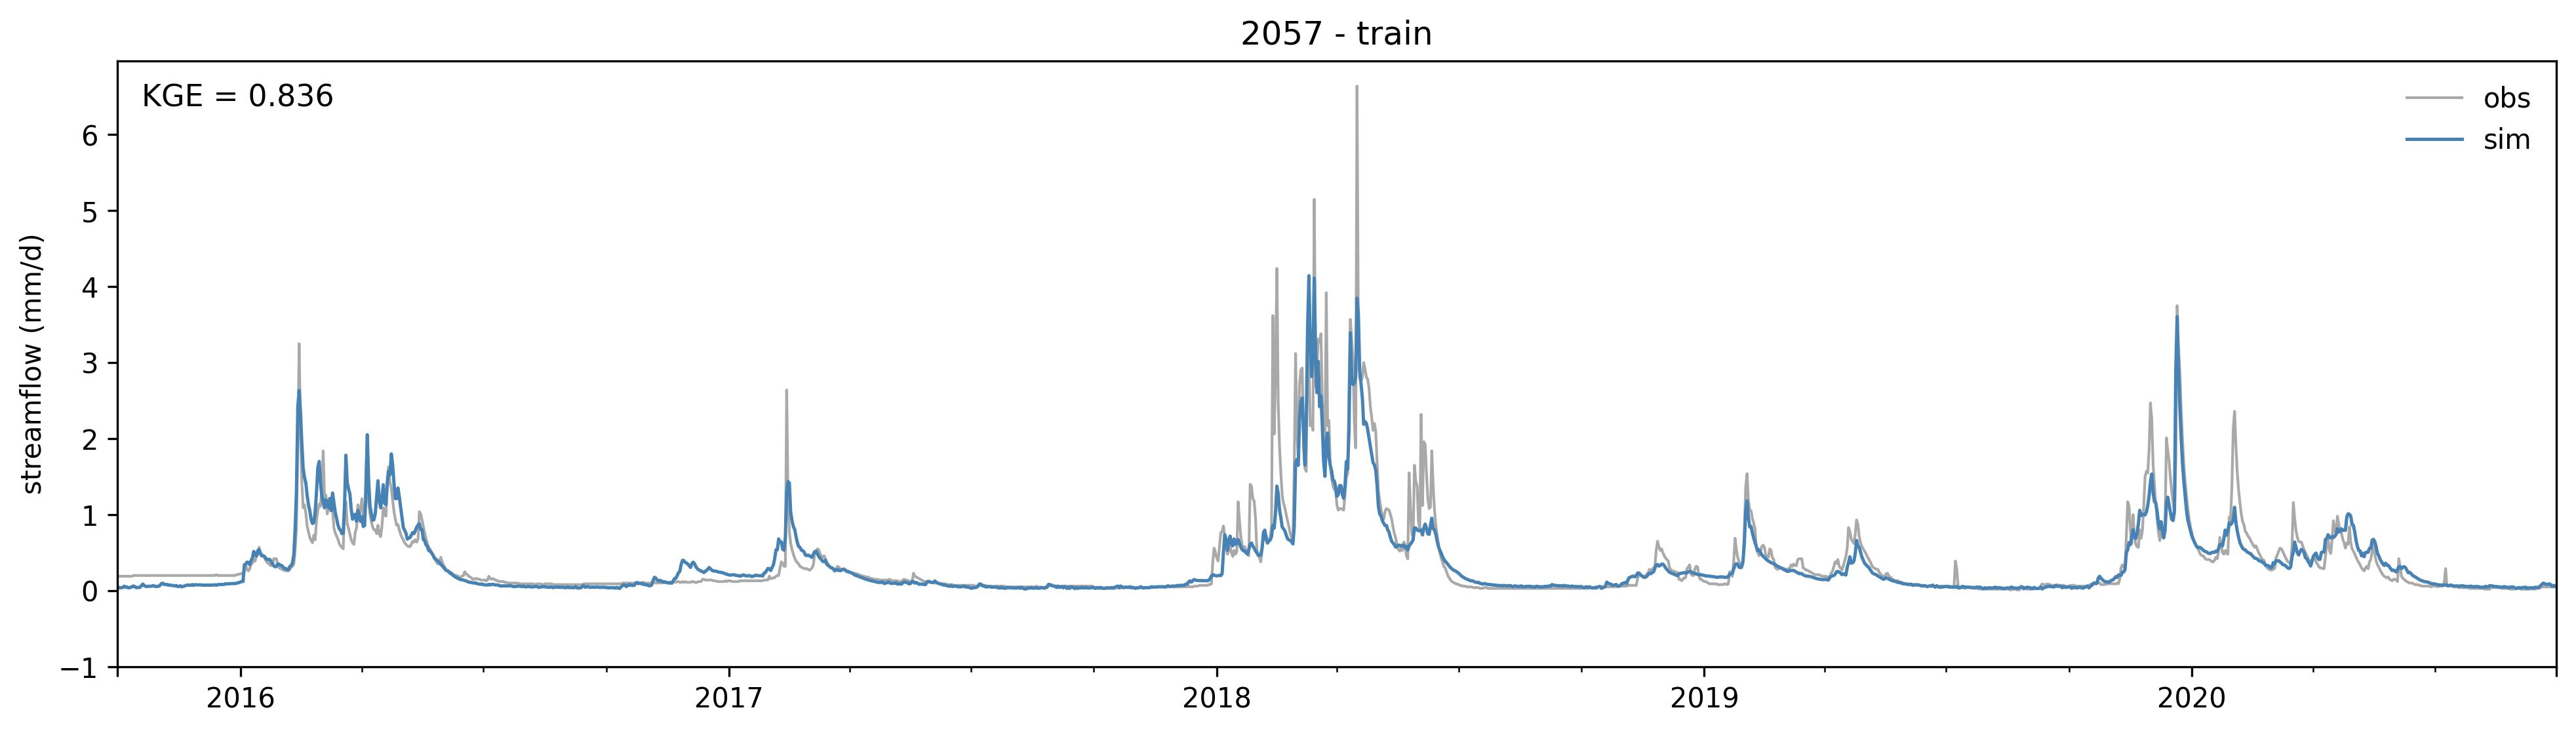 2057 - train
KGE = 0.836
obs
sim
streamflow (mm/d)
6
5
4
3
2
1
0
−1
2016
2017
2018
2019
2020